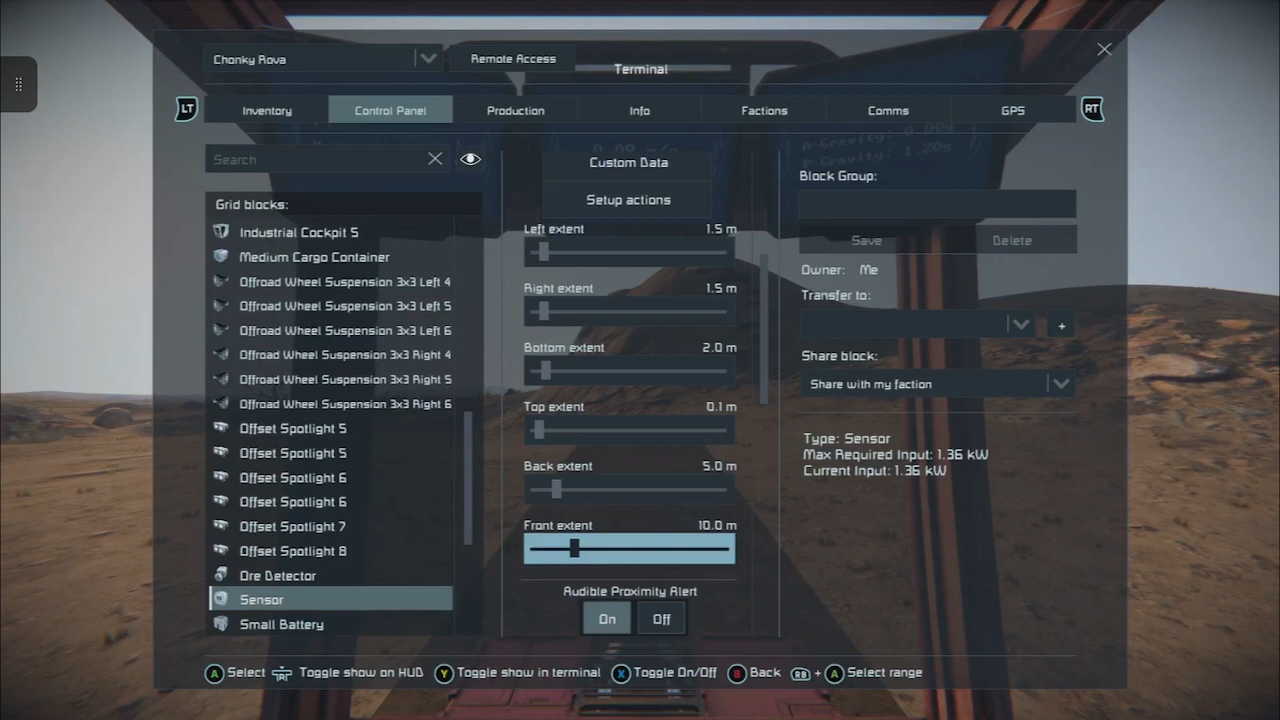 Chonky Rova
Remote Access
Terminal
LT
Inventory
Control Panel
Production
Info
Factions
Comms
GPS
RT
Search
Grid blocks:
Industrial Cockpit 5
Medium Cargo Container
Offroad Wheel Suspension 3x3 Left 4
Offroad Wheel Suspension 3x3 Left 5
Offroad Wheel Suspension 3x3 Left 6
Offroad Wheel Suspension 3x3 Right 4
Offroad Wheel Suspension 3x3 Right 5
Offroad Wheel Suspension 3x3 Right 6
Offset Spotlight 5
Offset Spotlight 5
Offset Spotlight 6
Offset Spotlight 6
Offset Spotlight 7
Offset Spotlight 8
Ore Detector
Sensor
Small Battery
Custom Data
Setup actions
Left extent 1.5 m
Right extent 1.5 m
Bottom extent 2.0 m
Top extent 0.1 m
Back extent 5.0 m
Front extent 10.0 m
Audible Proximity Alert
On Off
A-Gravity: 0.00g
P-Gravity: 1.20g
Block Group:
Save Delete
Owner: Me
Transfer to:
+
Share block:
Share with my faction
Type: Sensor
Max Required Input: 1.36 kW
Current Input: 1.36 kW
A Select Toggle show on HUD Y Toggle show in terminal X Toggle On/Off B Back RB + A Select range